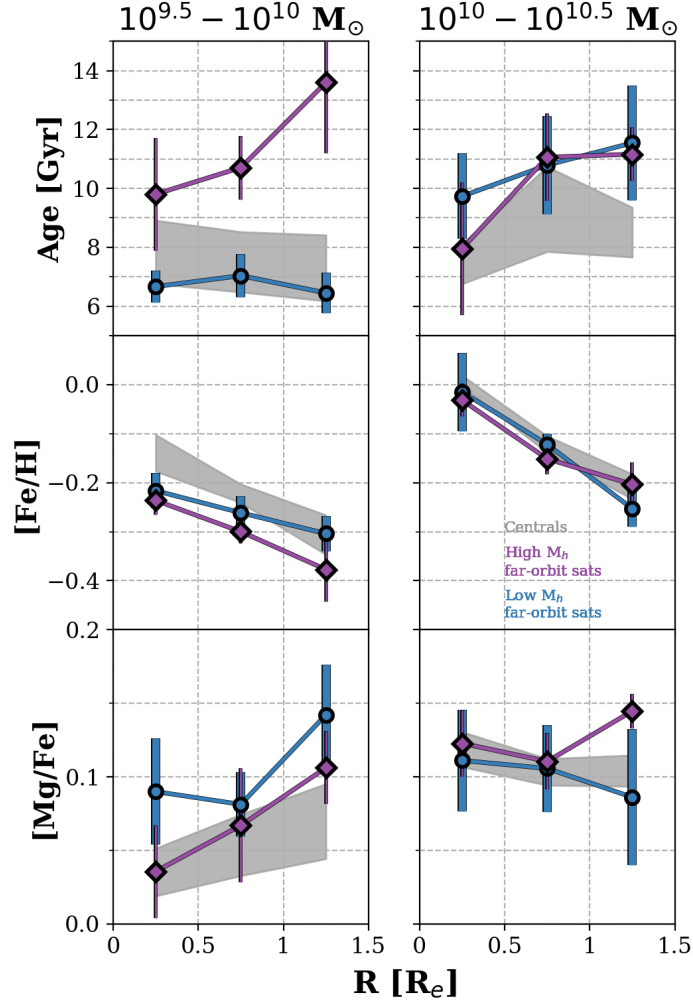 10^{9.5} − 10^{10} M_⊙
10^{10} − 10^{10.5} M_⊙
Age [Gyr]
14
12
10
8
6
[Fe/H]
0.0
−0.2
−0.4
Centrals
High M_h
far-orbit sats
Low M_h
far-orbit sats
[Mg/Fe]
0.2
0.1
0.0
0
0.5
1
1.5
0
0.5
1
1.5
R [R_e]